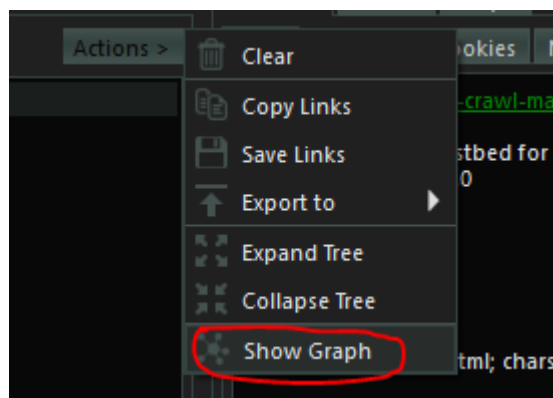 Actions >
Clear
okies
Copy Links
-crawl-ma
Save Links
stbed for
Export to
0
Expand Tree
Collapse Tree
Show Graph
tml; chars